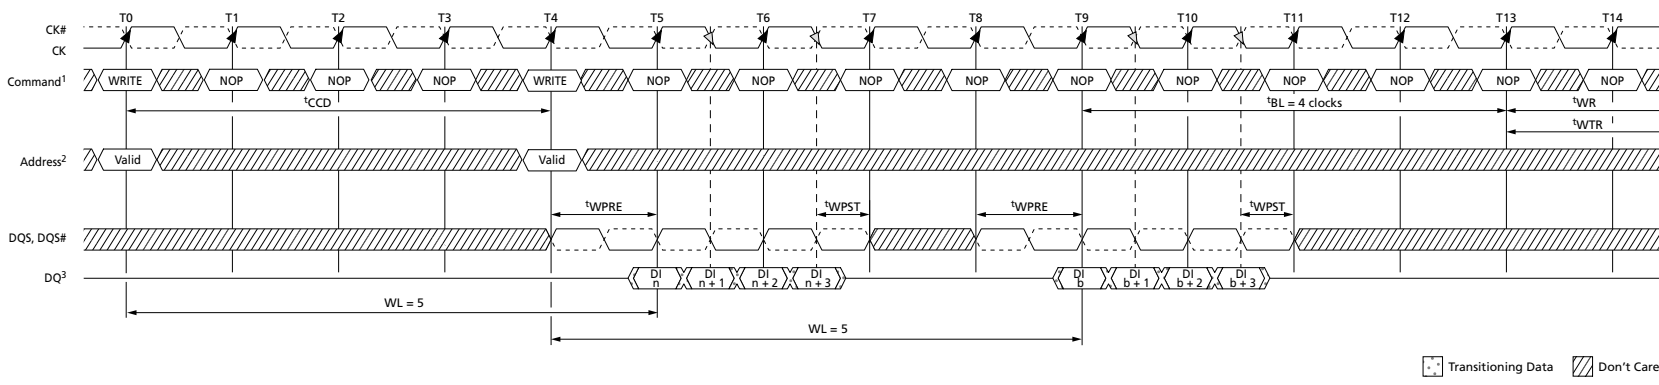 T0 T1 T2 T3 T4 T5 T6 T7 T8 T9 T10 T11 T12 T13 T14
CK#
CK
Command1 WRITE NOP NOP NOP WRITE NOP NOP NOP NOP NOP NOP NOP NOP NOP NOP
tCCD tBL = 4 clocks tWR
tWTR
Address2 Valid Valid
tWPRE tWPST tWPRE tWPST
DQS, DQS#
DQ3 DI n DI n + 1 DI n + 2 DI n + 3 DI b DI b + 1 DI b + 2 DI b + 3
WL = 5
WL = 5
Transitioning Data Don't Care